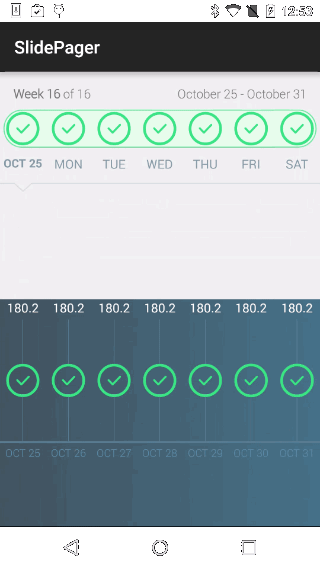 12:53
SlidePager
Week 16 of 16 October 25 - October 31
OCT 25 MON TUE WED THU FRI SAT
180.2 180.2 180.2 180.2 180.2 180.2 180.2
OCT 25 OCT 26 OCT 27 OCT 28 OCT 29 OCT 30 OCT 31